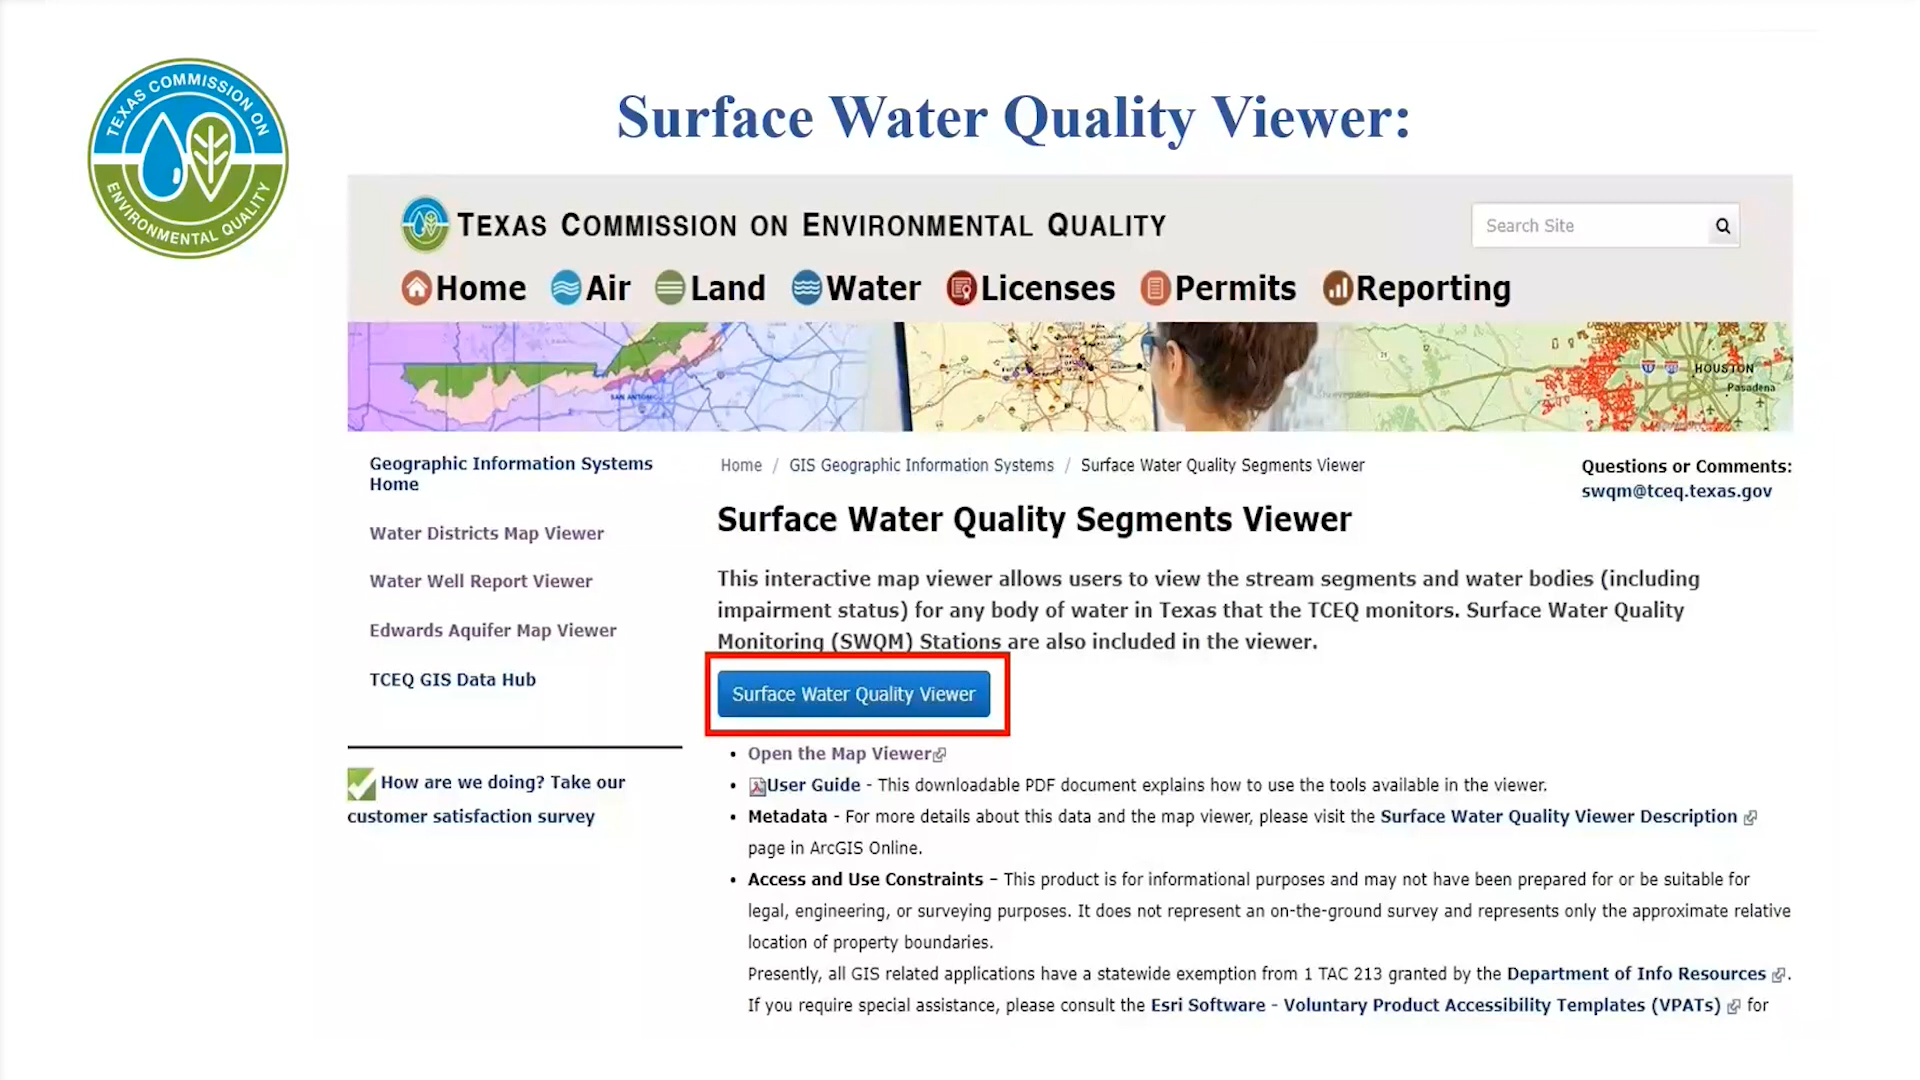 TEXAS COMMISSION ON
ENVIRONMENTAL QUALITY
Surface Water Quality Viewer:
TEXAS COMMISSION ON ENVIRONMENTAL QUALITY
Search Site
Home Air Land Water Licenses Permits Reporting
SAN ANTONIO
HOUSTON
Pasadena
Geographic Information Systems
Home
Water Districts Map Viewer
Water Well Report Viewer
Edwards Aquifer Map Viewer
TCEQ GIS Data Hub
How are we doing? Take our
customer satisfaction survey
Home / GIS Geographic Information Systems / Surface Water Quality Segments Viewer
Surface Water Quality Segments Viewer
This interactive map viewer allows users to view the stream segments and water bodies (including
impairment status) for any body of water in Texas that the TCEQ monitors. Surface Water Quality
Monitoring (SWQM) Stations are also included in the viewer.
Surface Water Quality Viewer
• Open the Map Viewer
• User Guide - This downloadable PDF document explains how to use the tools available in the viewer.
• Metadata - For more details about this data and the map viewer, please visit the Surface Water Quality Viewer Description
page in ArcGIS Online.
• Access and Use Constraints – This product is for informational purposes and may not have been prepared for or be suitable for
legal, engineering, or surveying purposes. It does not represent an on-the-ground survey and represents only the approximate relative
location of property boundaries.
Presently, all GIS related applications have a statewide exemption from 1 TAC 213 granted by the Department of Info Resources .
If you require special assistance, please consult the Esri Software - Voluntary Product Accessibility Templates (VPATs) for
Questions or Comments:
swqm@tceq.texas.gov